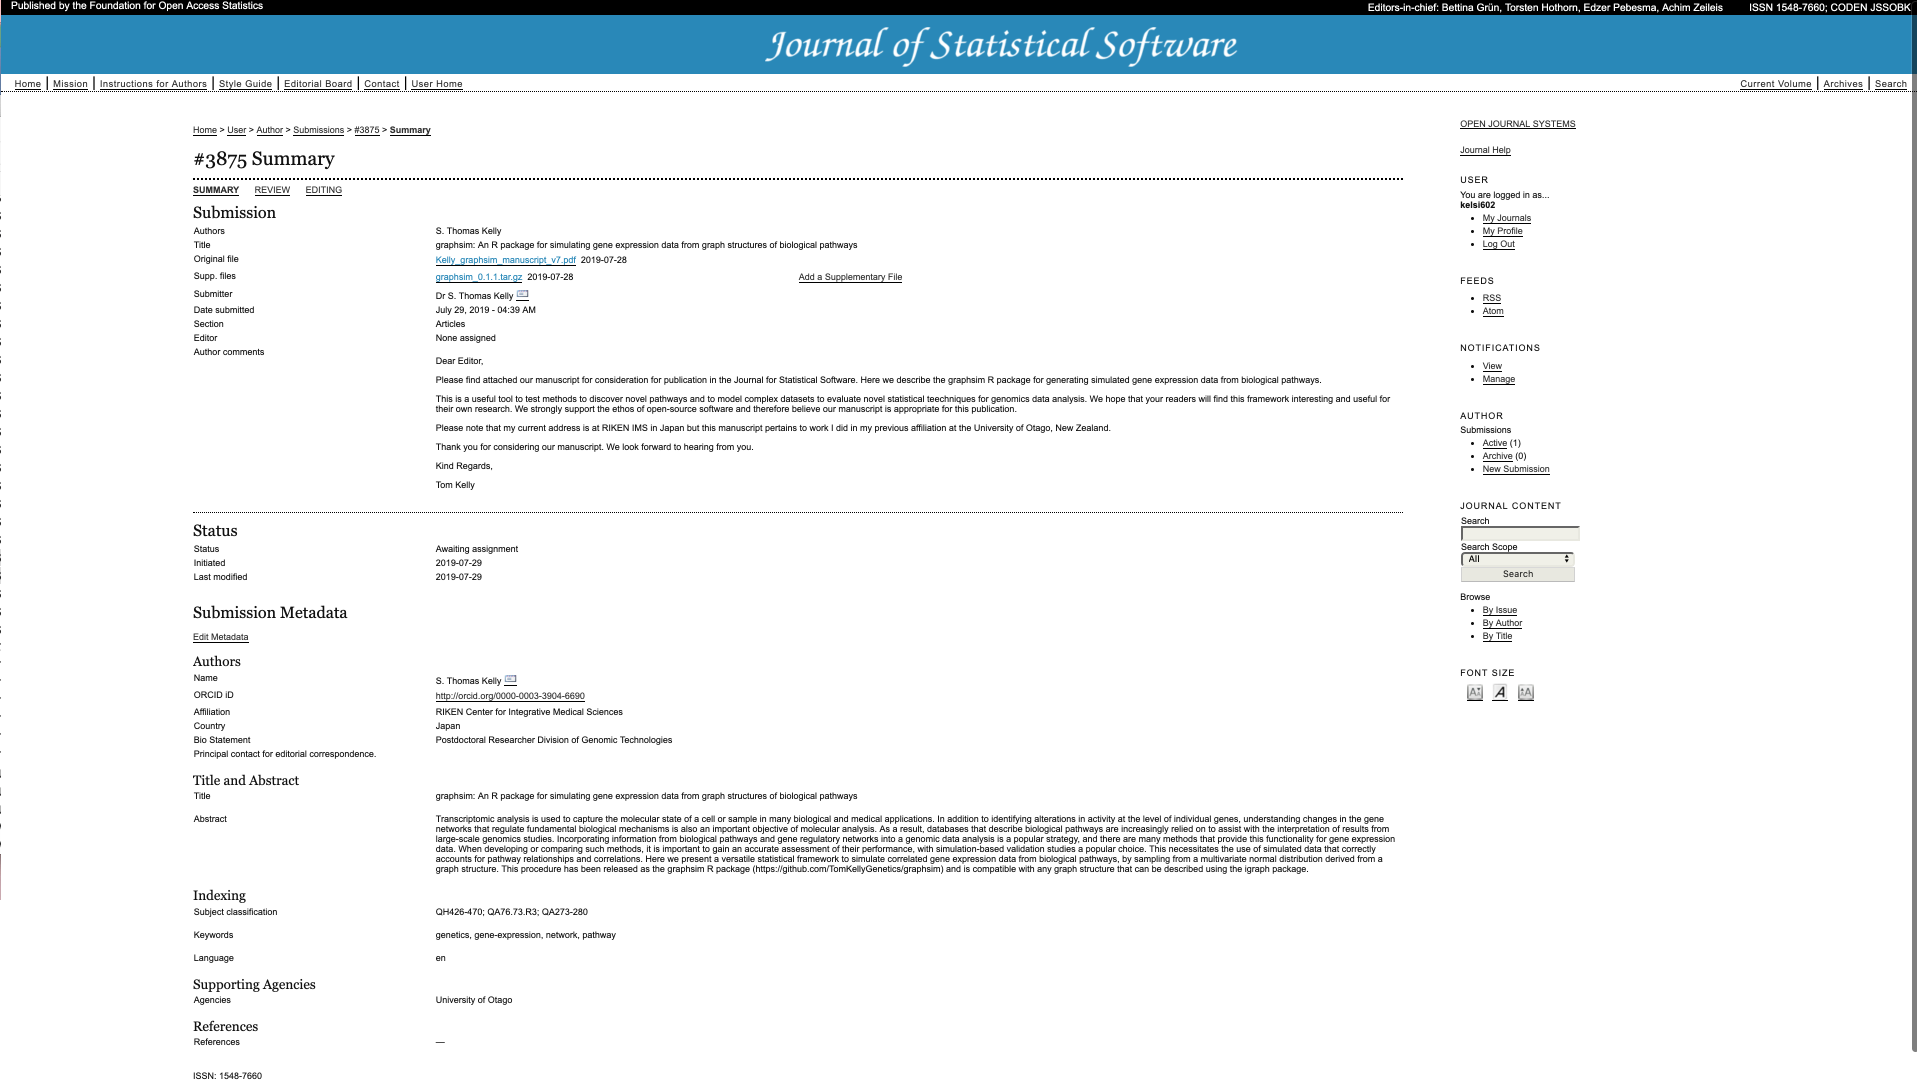 Published by the Foundation for Open Access Statistics
Editors-in-chief: Bettina Grün, Torsten Hothorn, Edzer Pebesma, Achim Zeileis ISSN 1548-7660; CODEN JSSOBK
Journal of Statistical Software
Home | Mission | Instructions for Authors | Style Guide | Editorial Board | Contact | User Home
Current Volume | Archives | Search
Home > User > Author > Submissions > #3875 > Summary
#3875 Summary
SUMMARY REVIEW EDITING
Submission
Authors S. Thomas Kelly
Title graphsim: An R package for simulating gene expression data from graph structures of biological pathways
Original file Kelly_graphsim_manuscript_v7.pdf 2019-07-28
Supp. files graphsim_0.1.1.tar.gz 2019-07-28 Add a Supplementary File
Submitter Dr S. Thomas Kelly
Date submitted July 29, 2019 - 04:39 AM
Section Articles
Editor None assigned
Author comments
Dear Editor,
Please find attached our manuscript for consideration for publication in the Journal for Statistical Software. Here we describe the graphsim R package for generating simulated gene expression data from biological pathways.
This is a useful tool to test methods to discover novel pathways and to model complex datasets to evaluate novel statistical teechniques for genomics data analysis. We hope that your readers will find this framework interesting and useful for
their own research. We strongly support the ethos of open-source software and therefore believe our manuscript is appropriate for this publication.
Please note that my current address is at RIKEN IMS in Japan but this manuscript pertains to work I did in my previous affiliation at the University of Otago, New Zealand.
Thank you for considering our manuscript. We look forward to hearing from you.
Kind Regards,
Tom Kelly
Status
Status Awaiting assignment
Initiated 2019-07-29
Last modified 2019-07-29
Submission Metadata
Edit Metadata
Authors
Name S. Thomas Kelly
ORCID iD http://orcid.org/0000-0003-3904-6690
Affiliation RIKEN Center for Integrative Medical Sciences
Country Japan
Bio Statement Postdoctoral Researcher Division of Genomic Technologies
Principal contact for editorial correspondence.
Title and Abstract
Title graphsim: An R package for simulating gene expression data from graph structures of biological pathways
Abstract Transcriptomic analysis is used to capture the molecular state of a cell or sample in many biological and medical applications. In addition to identifying alterations in activity at the level of individual genes, understanding changes in the gene
networks that regulate fundamental biological mechanisms is also an important objective of molecular analysis. As a result, databases that describe biological pathways are increasingly relied on to assist with the interpretation of results from
large-scale genomics studies. Incorporating information from biological pathways and gene regulatory networks into a genomic data analysis is a popular strategy, and there are many methods that provide this functionality for gene expression
data. When developing or comparing such methods, it is important to gain an accurate assessment of their performance, with simulation-based validation studies a popular choice. This necessitates the use of simulated data that correctly
accounts for pathway relationships and correlations. Here we present a versatile statistical framework to simulate correlated gene expression data from biological pathways, by sampling from a multivariate normal distribution derived from a
graph structure. This procedure has been released as the graphsim R package (https://github.com/TomKellyGenetics/graphsim) and is compatible with any graph structure that can be described using the igraph package.
Indexing
Subject classification QH426-470; QA76.73.R3; QA273-280
Keywords genetics, gene-expression, network, pathway
Language en
Supporting Agencies
Agencies University of Otago
References
References —
ISSN: 1548-7660
OPEN JOURNAL SYSTEMS
Journal Help
USER
You are logged in as...
kelsi602
My Journals
My Profile
Log Out
FEEDS
RSS
Atom
NOTIFICATIONS
View
Manage
AUTHOR
Submissions
Active (1)
Archive (0)
New Submission
JOURNAL CONTENT
Search
Search Scope
All
Search
Browse
By Issue
By Author
By Title
FONT SIZE